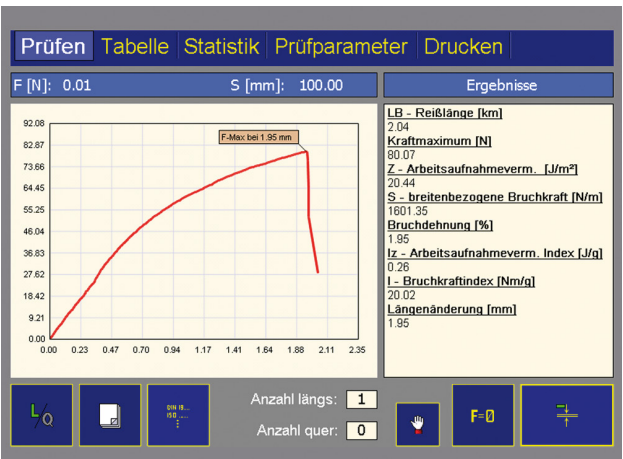 Prüfen Tabelle Statistik Prüfparameter Drucken
F [N]: 0.01 S [mm]: 100.00
Ergebnisse
92.08
82.87
73.66
64.45
55.25
46.04
36.83
27.62
18.42
9.21
0.00
F-Max bei 1.95 mm
0.00 0.23 0.47 0.70 0.94 1.17 1.41 1.64 1.88 2.11 2.35
LB - Reißlänge [km]
2.04
Kraftmaximum [N]
80.07
Z - Arbeitsaufnahmeverm. [J/m²]
20.44
S - breitenbezogene Bruchkraft [N/m]
1601.35
Bruchdehnung [%]
1.95
Iz - Arbeitsaufnahmeverm. Index [J/g]
0.26
I - Bruchkraftindex [Nm/g]
20.02
Längenänderung [mm]
1.95
L/Q
DIN
ISO
Anzahl längs: 1
Anzahl quer: 0
F=0